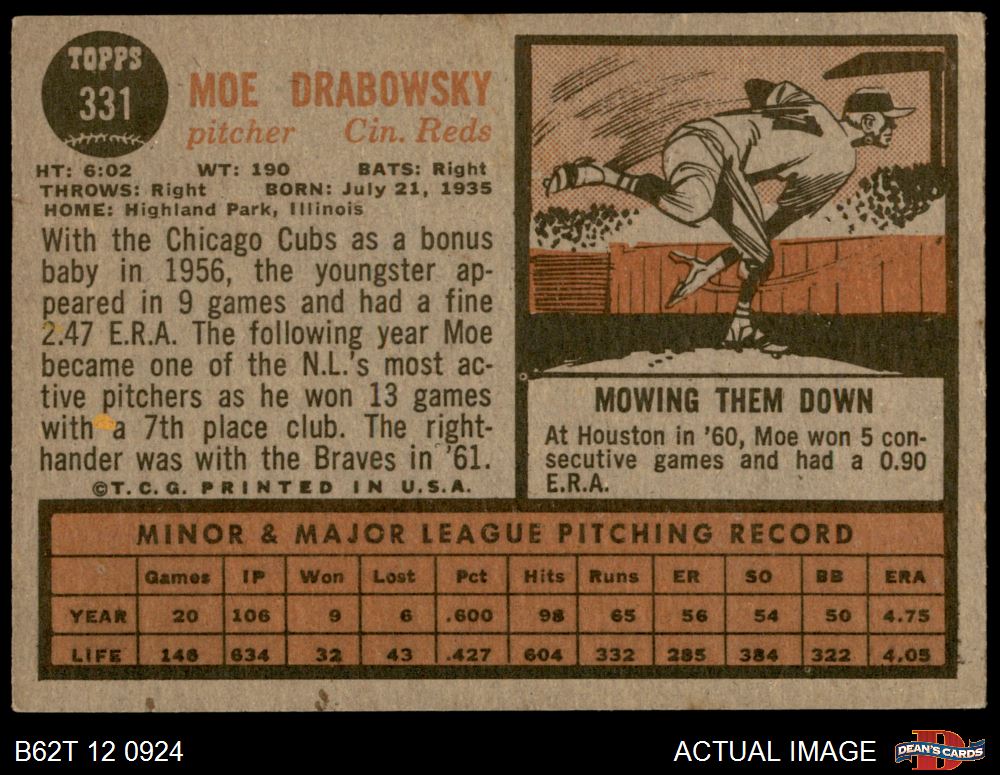 TOPPS
331
MOE DRABOWSKY
pitcher Cin. Reds
HT: 6:02 WT: 190 BATS: Right
THROWS: Right BORN: July 21, 1935
HOME: Highland Park, Illinois
With the Chicago Cubs as a bonus
baby in 1956, the youngster ap-
peared in 9 games and had a fine
2.47 E.R.A. The following year Moe
became one of the N.L.'s most ac-
tive pitchers as he won 13 games
with a 7th place club. The right-
hander was with the Braves in '61.
©T.C.G. PRINTED IN U.S.A.
MOWING THEM DOWN
At Houston in '60, Moe won 5 con-
secutive games and had a 0.90
E.R.A.
MINOR & MAJOR LEAGUE PITCHING RECORD
Games IP Won Lost Pct Hits Runs ER SO BB ERA
YEAR 20 106 9 6 .600 98 65 56 54 50 4.75
LIFE 146 634 32 43 .427 604 332 285 384 322 4.05
B62T 12 0924
ACTUAL IMAGE
DEAN'S CARDS